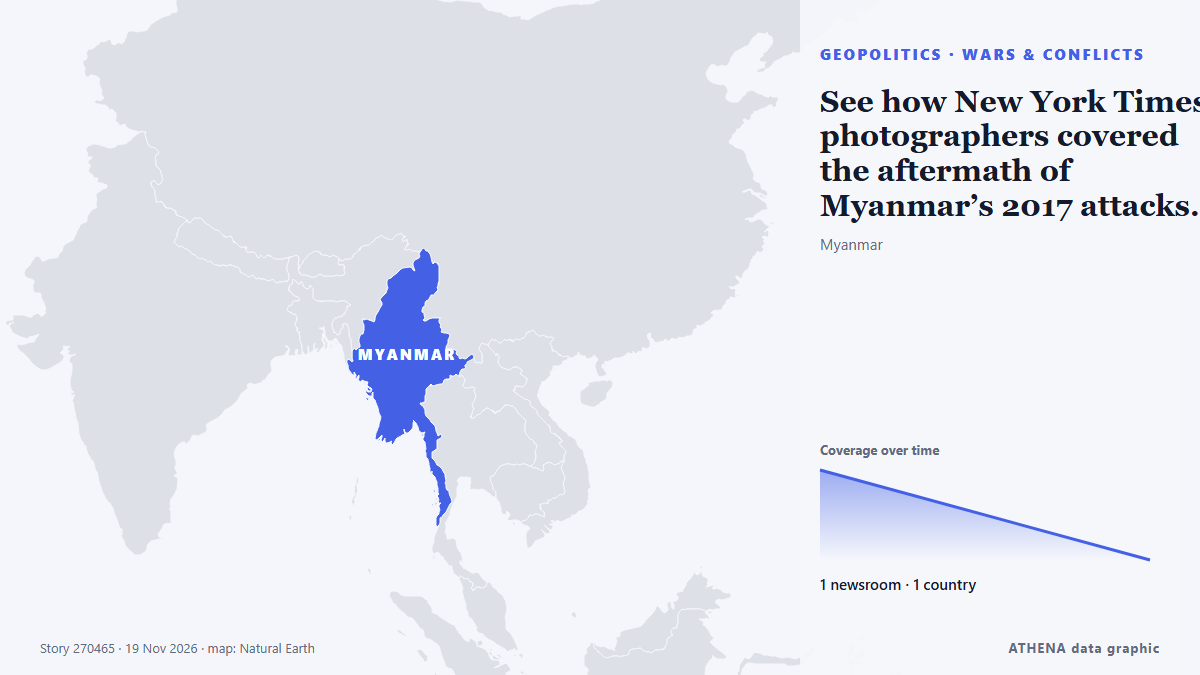 GEOPOLITICS · WARS & CONFLICTS
See how New York Times
photographers covered
the aftermath of
Myanmar’s 2017 attacks.
Myanmar
MYANMAR
Coverage over time
1 newsroom · 1 country
Story 270465 · 19 Nov 2026 · map: Natural Earth
ATHENA data graphic